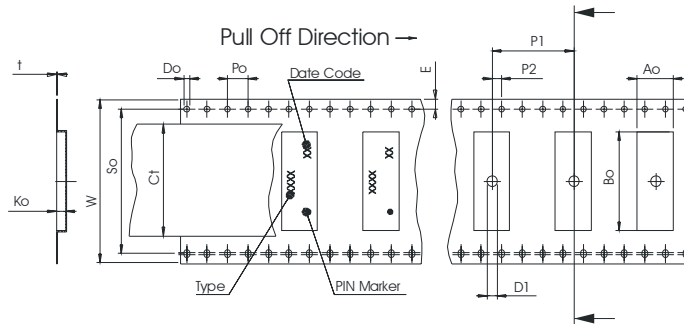 Pull Off Direction
t
Do
Po
Date Code
E
P1
P2
Ao
XX
XX
XXXX
XXXX
So
Ct
W
Ko
Bo
Type
PIN Marker
D1